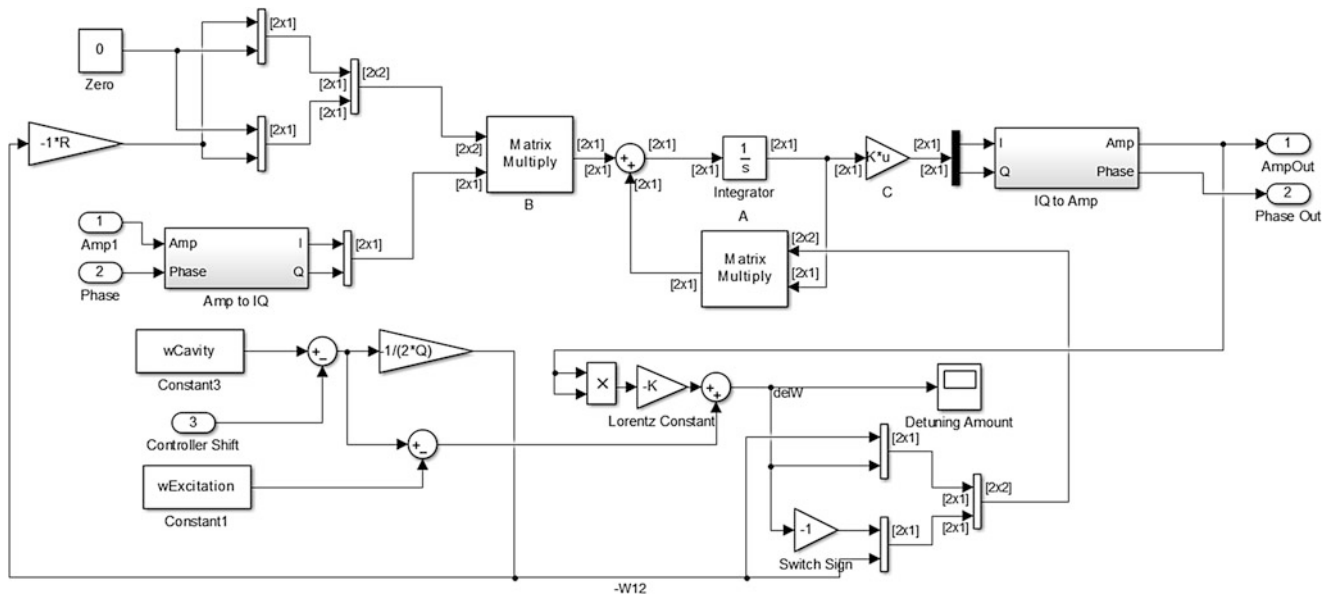 0
Zero
-1*R
[2x1]
[2x1]
[2x2]
[2x1]
[2x1]
[2x1]
[2x2]
[2x1]
Matrix
Multiply
B
[2x1]
[2x1]
++
[2x1]
[2x1]
[2x1]
1
s
Integrator
A
[2x1]
[2x1]
K*u
C
[2x1]
[2x1]
I
Q
Amp
Phase
IQ to Amp
1
AmpOut
2
Phase Out
1
Amp1
2
Phase
Amp
Phase
I
Q
Amp to IQ
[2x1]
Matrix
Multiply
[2x1]
[2x2]
[2x1]
wCavity
Constant3
+−
-1/(2*Q)
3
Controller Shift
+−
wExcitation
Constant1
×
-K
Lorentz Constant
++
delW
Detuning Amount
[2x1]
[2x1]
[2x2]
[2x1]
[2x1]
-1
Switch Sign
-W12